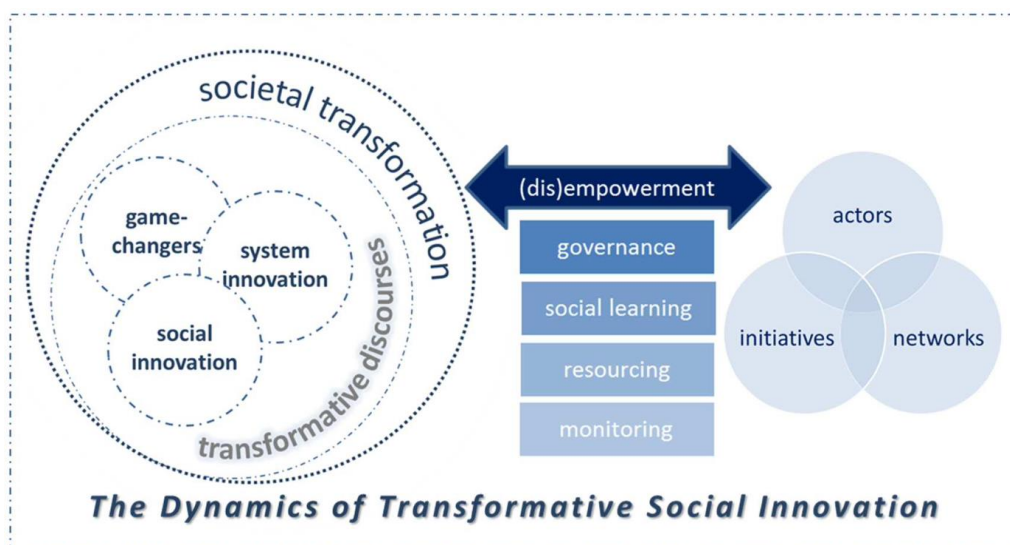 societal transformation
game-
changers
system
innovation
social
innovation
transformative discourses
(dis)empowerment
governance
social learning
resourcing
monitoring
actors
initiatives
networks
The Dynamics of Transformative Social Innovation